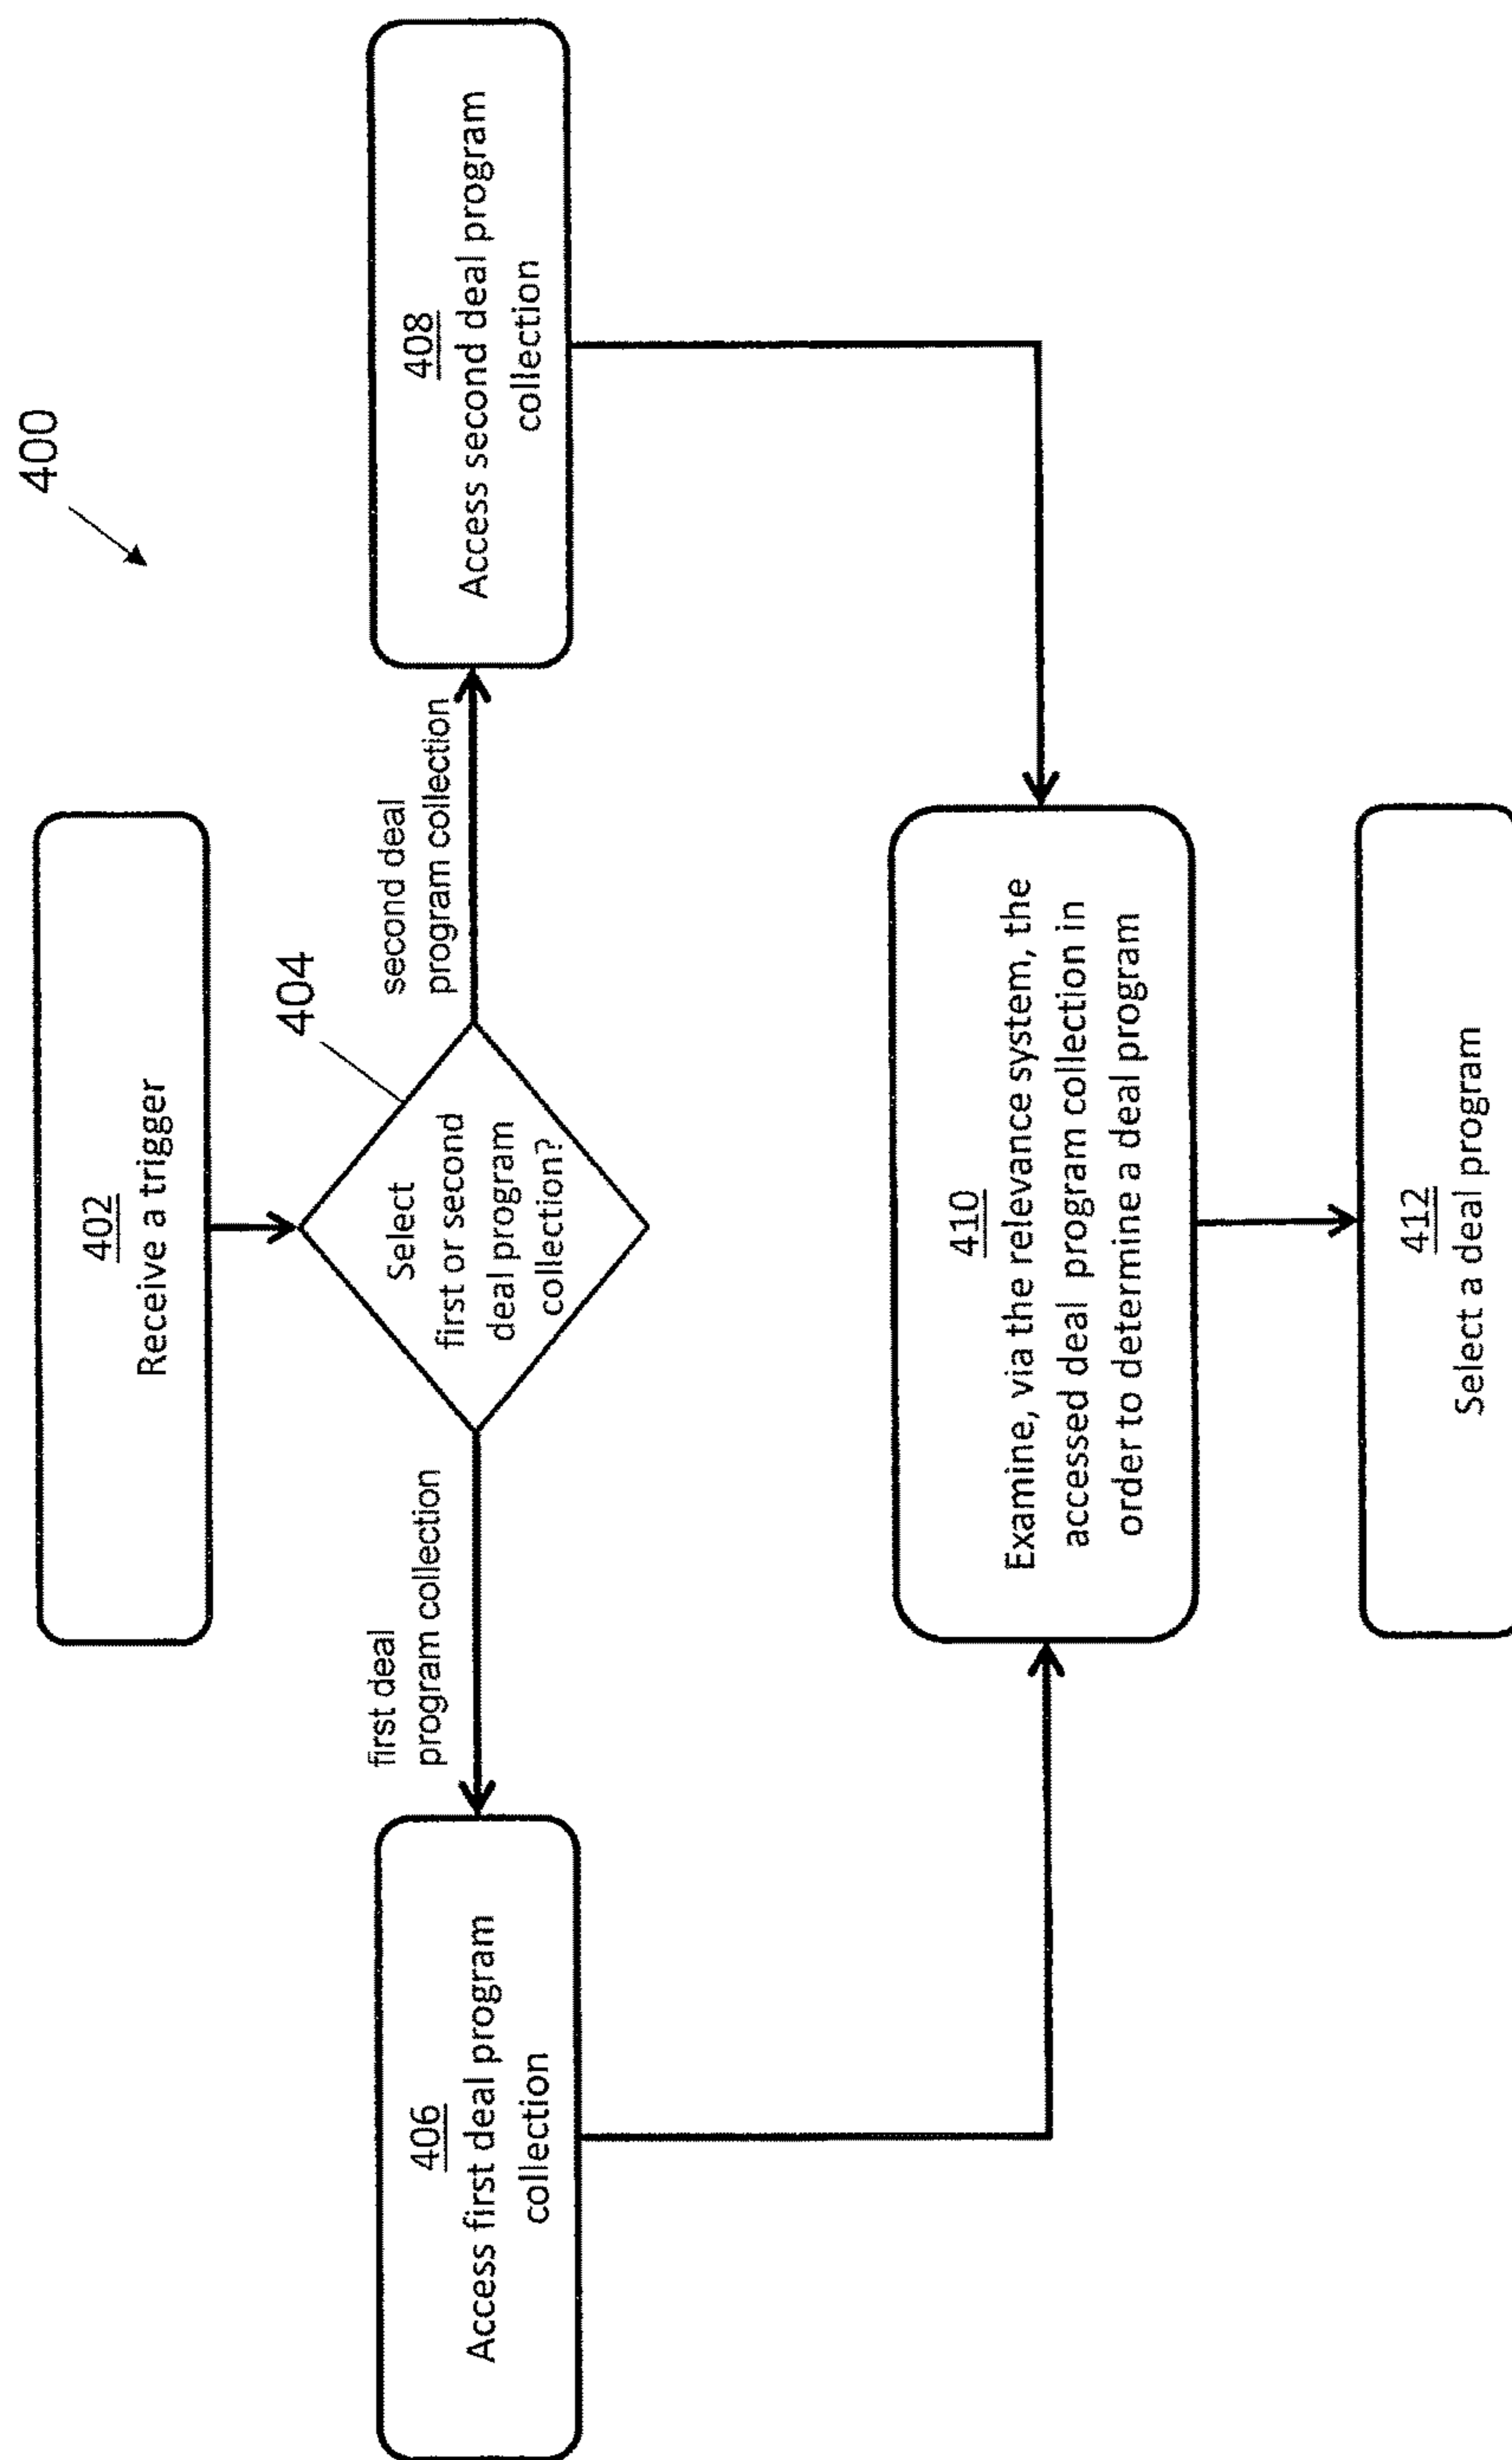 400
402
Receive a trigger
404
Select
first or second
deal program
collection?
first deal
program collection
second deal
program collection
406
Access first deal program
collection
408
Access second deal program
collection
410
Examine, via the relevance system, the
accessed deal program collection in
order to determine a deal program
412
Select a deal program